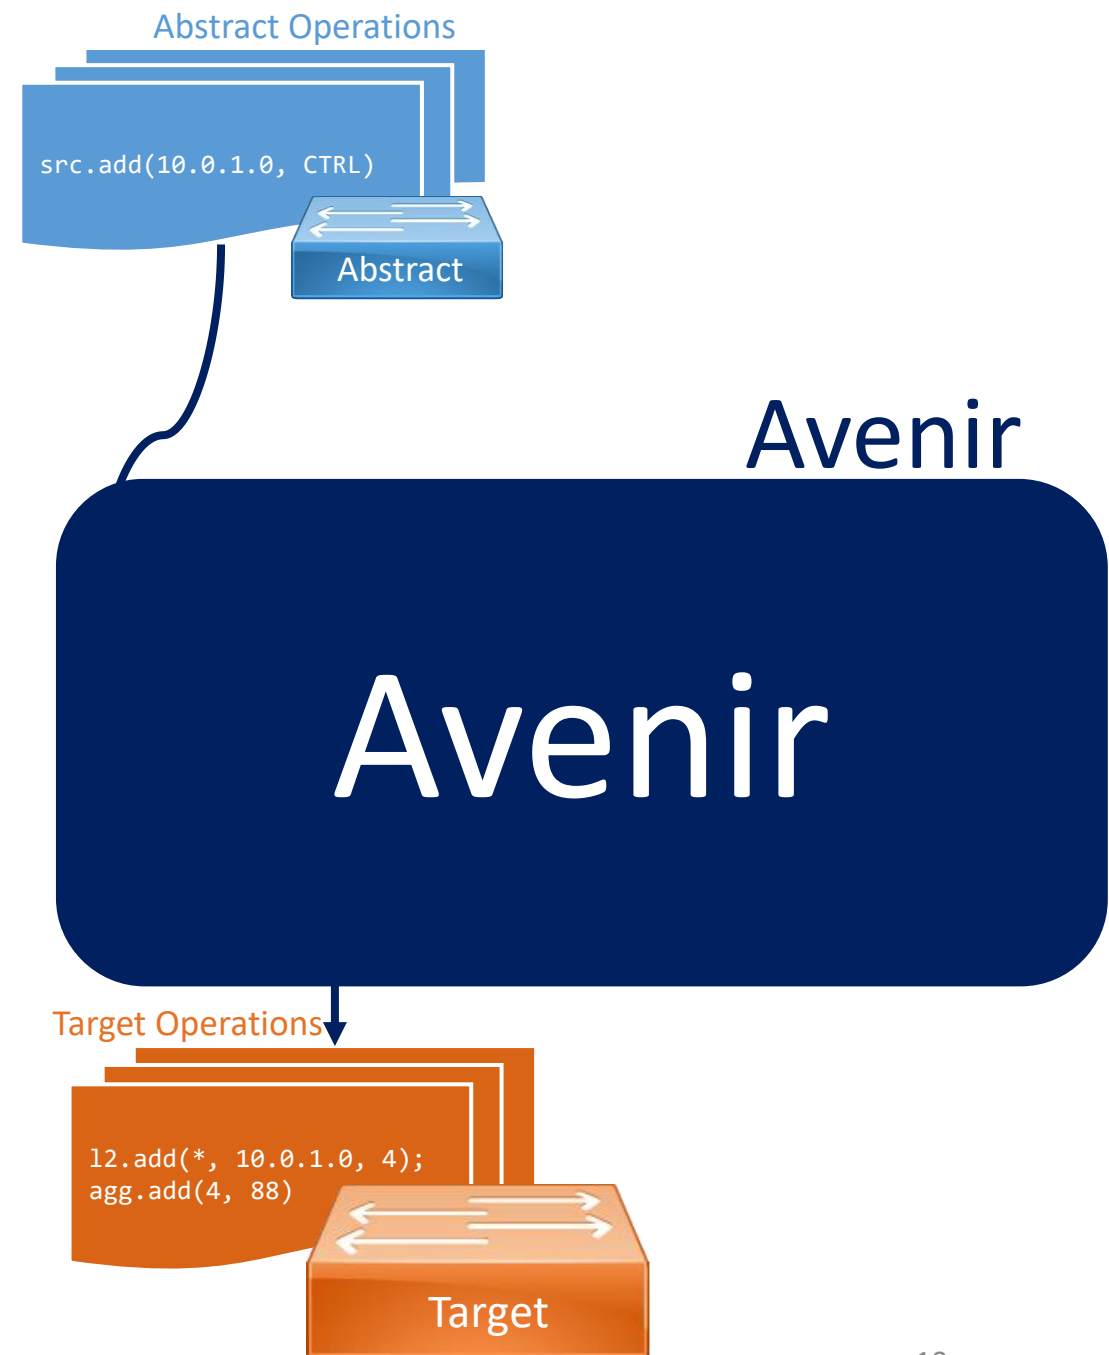 Abstract Operations
src.add(10.0.1.0, CTRL)
Abstract
Avenir
Avenir
Target Operations
l2.add(*, 10.0.1.0, 4);
agg.add(4, 88)
Target